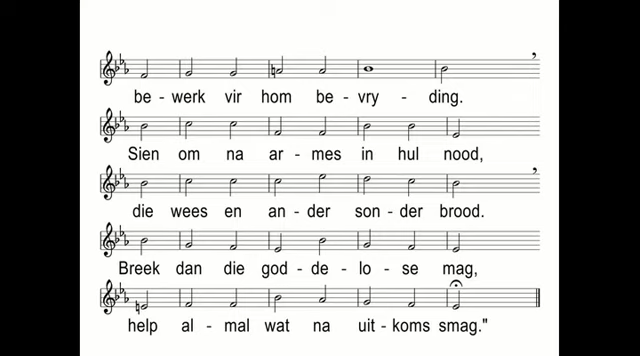 be - werk vir hom be - vry - ding.
Sien om na ar - mes in hul nood,
die wees en an - der son - der brood.
Breek dan die god - de - lo - se mag,
help al - mal wat na uit - koms smag."